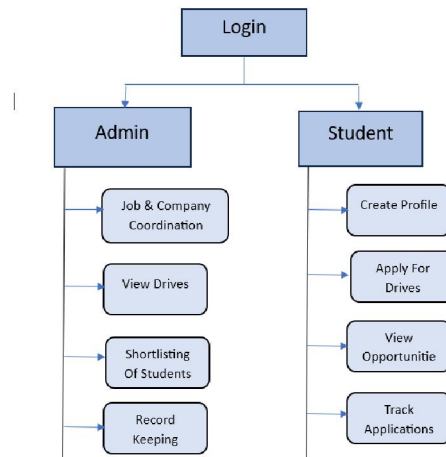 Login
Admin
Student
Job & Company
Coordination
View Drives
Shortlisting
Of Students
Record
Keeping
Create Profile
Apply For
Drives
View
Opportunitie
Track
Applications